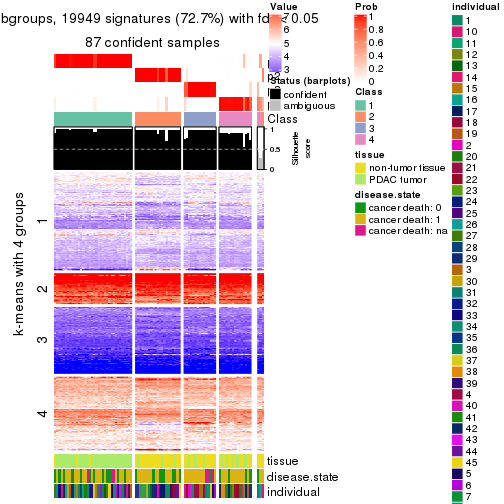 bgroups, 19949 signatures (72.7%) with fdr < 0.05
87 confident samples
Value
6
5
4
3
Status (barplots)
confident
ambiguous
Class
1
0.5
0
Silhouette
score
k-means with 4 groups
1
2
3
4
tissue
disease.state
individual
Prob
1
0.8
0.6
0.4
0.2
0
Class
1
2
3
4
tissue
non-tumor tissue
PDAC tumor
disease.state
cancer death: 0
cancer death: 1
cancer death: na
individual
1
10
11
12
13
14
15
16
17
18
19
2
20
21
22
23
24
25
26
27
28
29
3
30
31
32
33
34
35
36
37
38
39
4
40
41
42
43
44
45
5
6
7